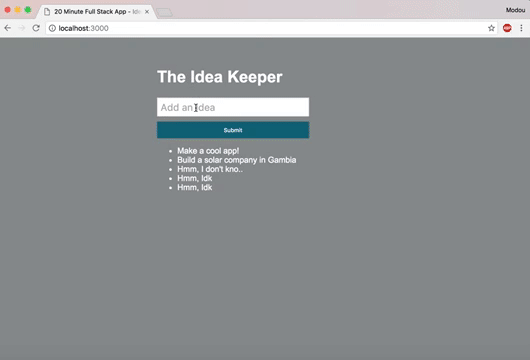 20 Minute Full Stack App - Ide
Modou
localhost:3000
The Idea Keeper
Add an Idea
Submit
Make a cool app!
Build a solar company in Gambia
Hmm, I don't kno..
Hmm, Idk
Hmm, Idk